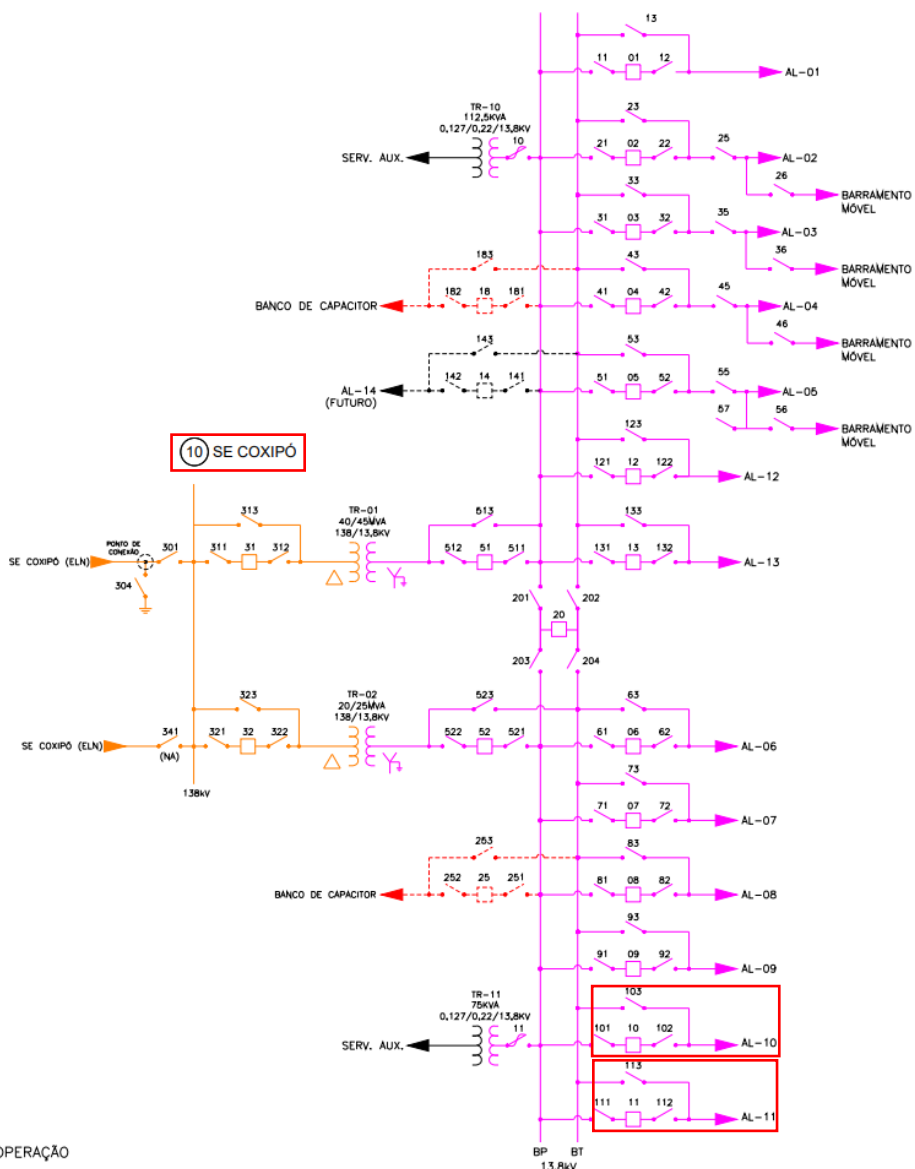 13
11 01 12
AL-01
TR-10
112,5KVA
0,127/0,22/13,8KV
10
SERV. AUX.
23
21 02 22
25
AL-02
26
BARRAMENTO
MÓVEL
33
31 03 32
35
AL-03
36
BARRAMENTO
MÓVEL
183
182 18 181
BANCO DE CAPACITOR
43
41 04 42
45
AL-04
46
BARRAMENTO
MÓVEL
143
142 14 141
AL-14
(FUTURO)
53
51 05 52
55
AL-05
57 56
BARRAMENTO
MÓVEL
10 SE COXIPÓ
123
121 12 122
AL-12
313
TR-01
40/45MVA
138/13,8KV
513
133
PONTO DE
CONEXÃO
301
311 31 312
512 51 511
131 13 132
SE COXIPÓ (ELN)
AL-13
304
201 202
20
203 204
323
TR-02
20/25MVA
138/13,8KV
523
63
SE COXIPÓ (ELN)
341
(NA)
321 32 322
522 52 521
61 06 62
AL-06
138kV
73
71 07 72
AL-07
253
252 25 251
BANCO DE CAPACITOR
83
81 08 82
AL-08
93
91 09 92
AL-09
TR-11
75KVA
0,127/0,22/13,8KV
11
SERV. AUX.
103
101 10 102
AL-10
113
111 11 112
AL-11
OPERAÇÃO
BP BT
13,8kV